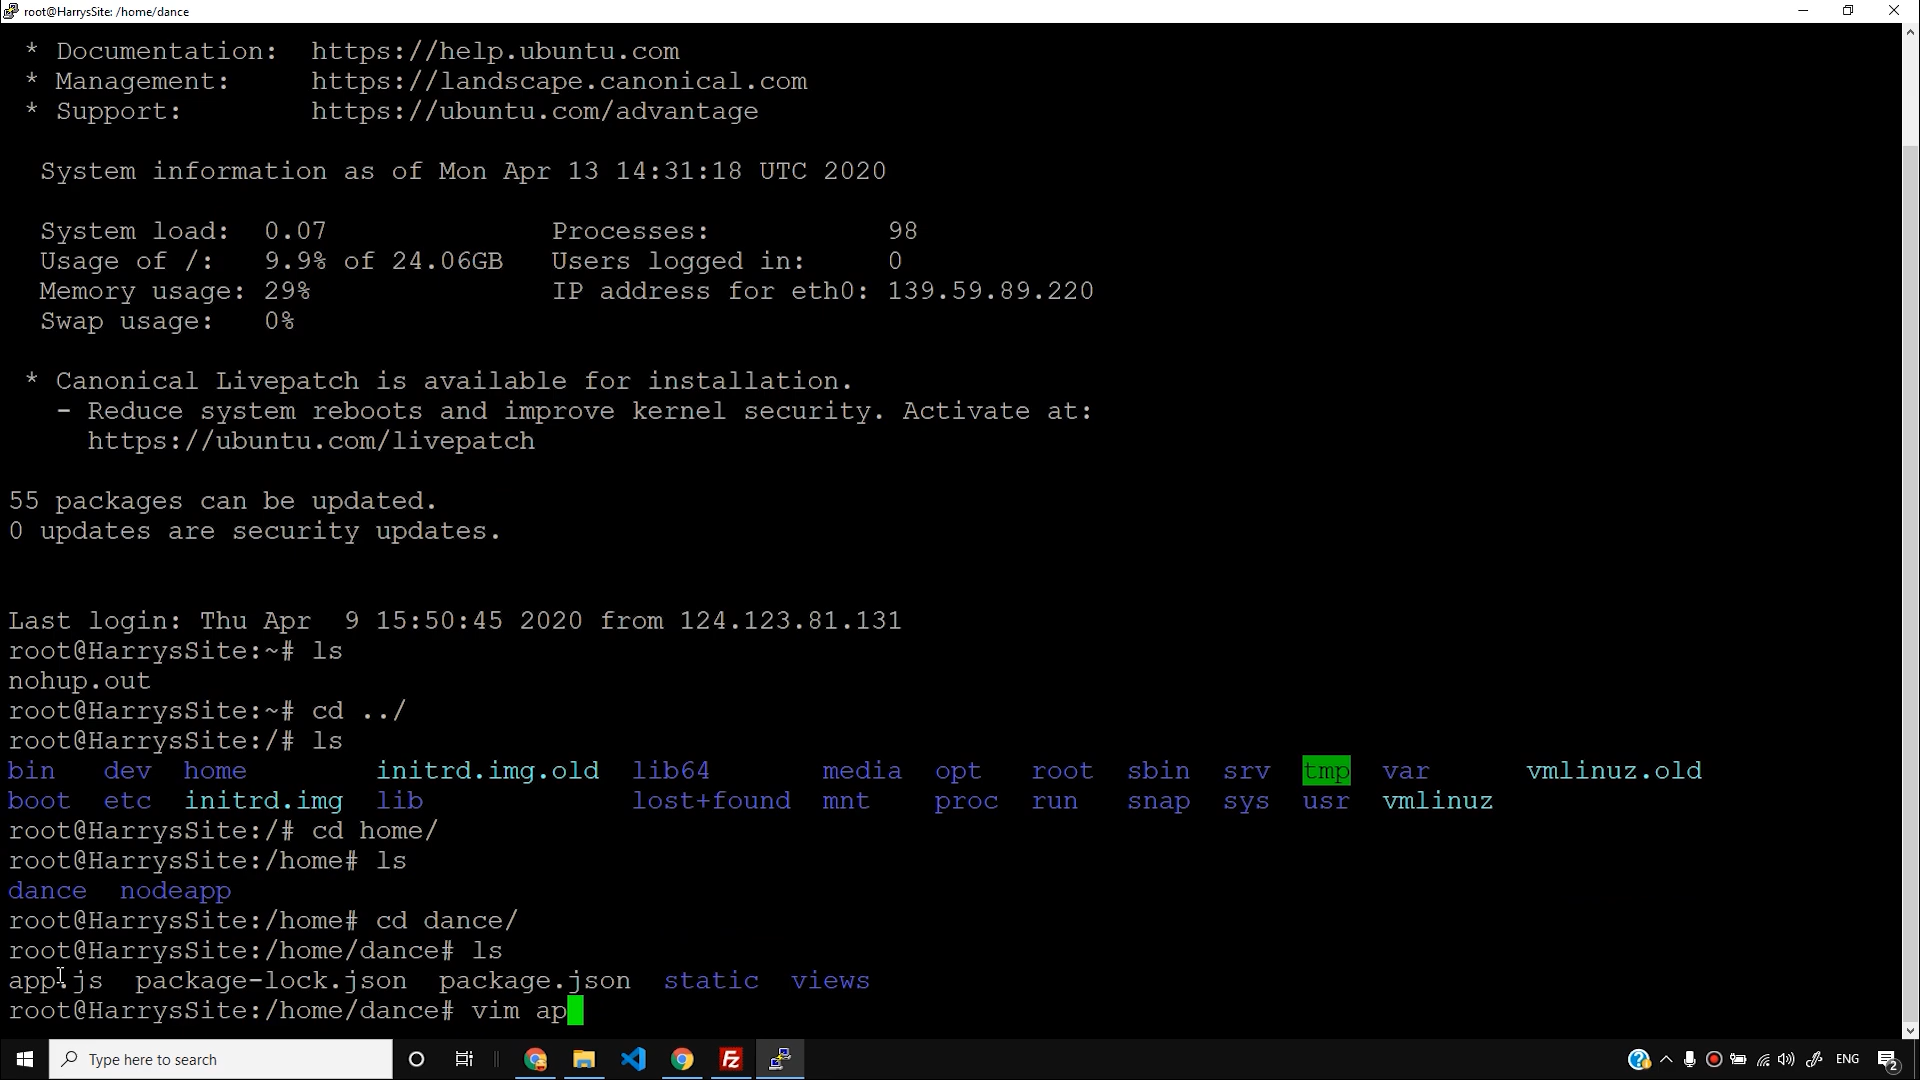 root@HarrysSite: /home/dance
* Documentation:  https://help.ubuntu.com
* Management:     https://landscape.canonical.com
* Support:        https://ubuntu.com/advantage
System information as of Mon Apr 13 14:31:18 UTC 2020
System load:  0.07              Processes:           98
Usage of /:   9.9% of 24.06GB   Users logged in:     0
Memory usage: 29%               IP address for eth0: 139.59.89.220
Swap usage:   0%
* Canonical Livepatch is available for installation.
- Reduce system reboots and improve kernel security. Activate at:
https://ubuntu.com/livepatch
55 packages can be updated.
0 updates are security updates.
Last login: Thu Apr  9 15:50:45 2020 from 124.123.81.131
root@HarrysSite:~# ls
nohup.out
root@HarrysSite:~# cd ../
root@HarrysSite:/# ls
bin   dev  home        initrd.img.old  lib64       media  opt   root  sbin  srv  tmp  var      vmlinuz.old
boot  etc  initrd.img  lib             lost+found  mnt    proc  run   snap  sys  usr  vmlinuz
root@HarrysSite:/# cd home/
root@HarrysSite:/home# ls
dance  nodeapp
root@HarrysSite:/home# cd dance/
root@HarrysSite:/home/dance# ls
app.js  package-lock.json  package.json  static  views
root@HarrysSite:/home/dance# vim ap
Type here to search
ENG
2